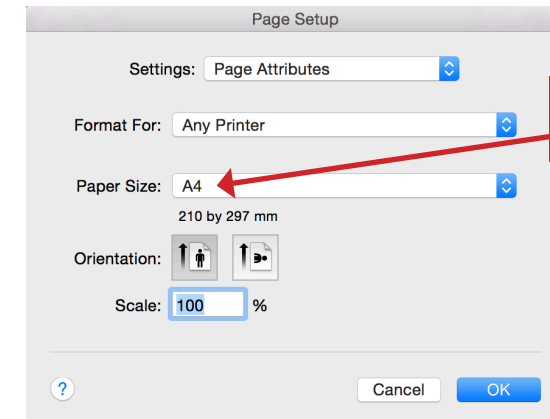 Page Setup
Settings: Page Attributes
Format For: Any Printer
Paper Size: A4
210 by 297 mm
Orientation:
Scale: 100 %
? Cancel OK